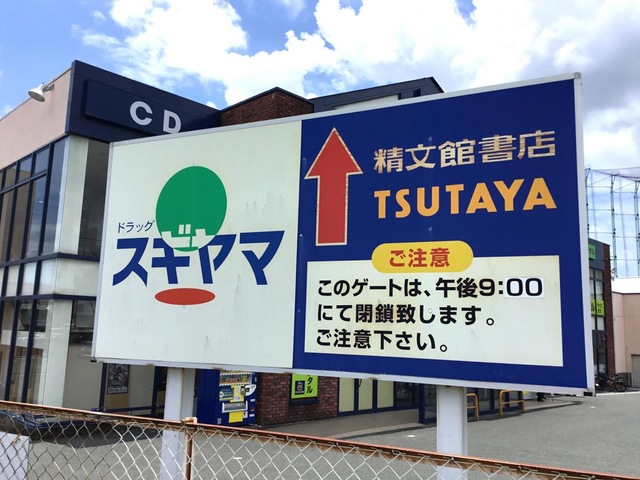 CD
ドラッグ
スギヤマ
精文館書店
TSUTAYA
ご注意
このゲートは、午後9:00
にて閉鎖致します。
ご注意下さい。
タル